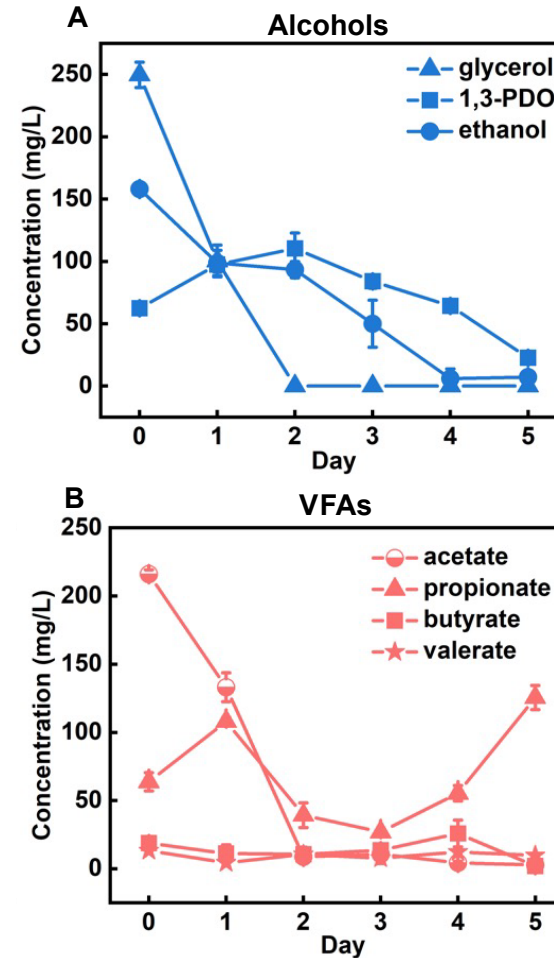 A
Alcohols
Concentration (mg/L)
250
200
150
100
50
0
glycerol
1,3-PDO
ethanol
0 1 2 3 4 5
Day
B
VFAs
Concentration (mg/L)
250
200
150
100
50
0
acetate
propionate
butyrate
valerate
0 1 2 3 4 5
Day